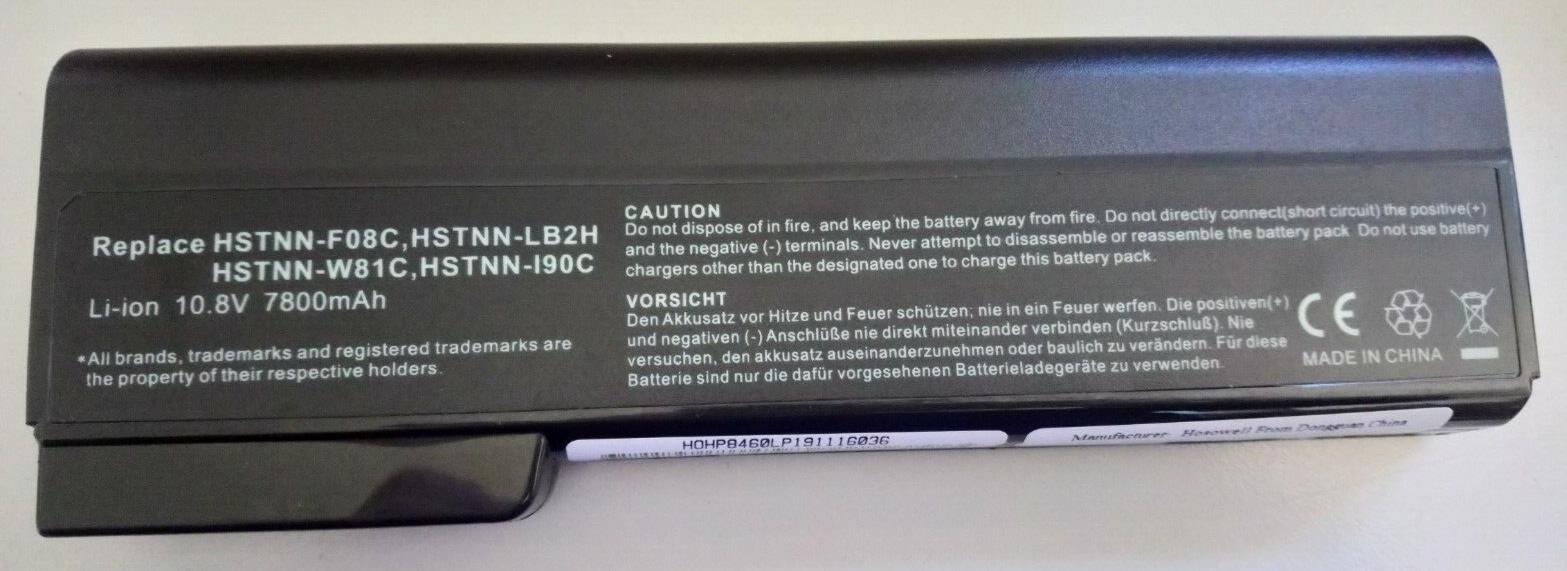 Replace HSTNN-F08C,HSTNN-LB2H
HSTNN-W81C,HSTNN-I90C
Li-ion 10.8V 7800mAh
*All brands, trademarks and registered trademarks are
the property of their respective holders.
CAUTION
Do not dispose of in fire, and keep the battery away from fire. Do not directly connect(short circuit) the positive(+)
and the negative (-) terminals. Never attempt to disassemble or reassemble the battery pack Do not use battery
chargers other than the designated one to charge this battery pack.
VORSICHT
Den Akkusatz vor Hitze und Feuer schützen; nie in ein Feuer werfen. Die positiven(+)
und negativen (-) Anschlüße nie direkt miteinander verbinden (Kurzschluß). Nie
versuchen, den akkusatz auseinanderzunehmen oder baulich zu verändern. Für diese
Batterie sind nur die dafür vorgesehenen Batterieladegeräte zu verwenden.
CE
MADE IN CHINA
HOHP8460LP191116036
Manufacturer Hosowell From Dongguan China